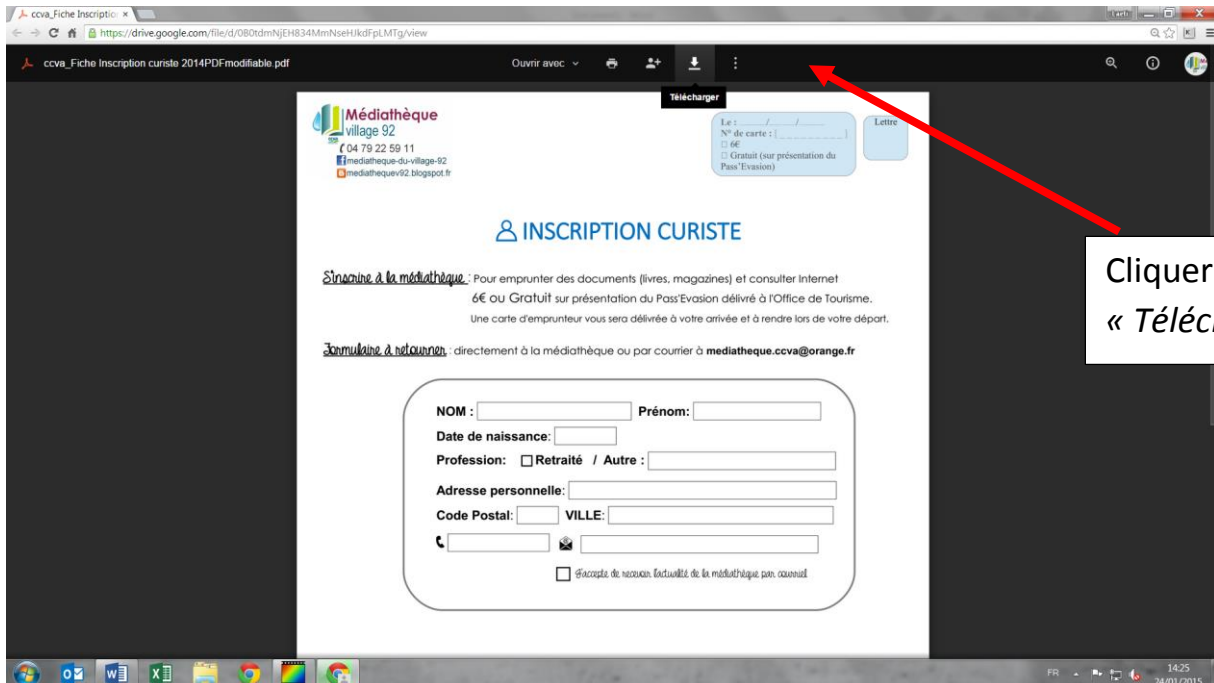 ccva_Fiche Inscriptio
https://drive.google.com/file/d/0B0tdmNjEH834MmNseHJkdFpLMTg/view
ccva_Fiche Inscription curiste 2014PDFmodifiable.pdf
Ouvrir avec
Télécharger
Médiathèque
village 92
04 79 22 59 11
mediatheque-du-village-92
mediathequev92.blogspot.fr
Le : ____/____/____
N° de carte : [_ _ _ _ _ _ _ _ _ _]
□ 6€
□ Gratuit (sur présentation du
Pass'Evasion)
Lettre
INSCRIPTION CURISTE
Cliquer
« Téléc
S'inscrire à la médiathèque : Pour emprunter des documents (livres, magazines) et consulter Internet
6€ ou Gratuit sur présentation du Pass'Evasion délivré à l'Office de Tourisme.
Une carte d'emprunteur vous sera délivrée à votre arrivée et à rendre lors de votre départ.
Formulaire à retourner : directement à la médiathèque ou par courrier à mediatheque.ccva@orange.fr
NOM : Prénom:
Date de naissance:
Profession: □ Retraité / Autre :
Adresse personnelle:
Code Postal: VILLE:
□ J'accepte de recevoir l'actualité de la médiathèque par courriel
FR
14:25
24/01/2015